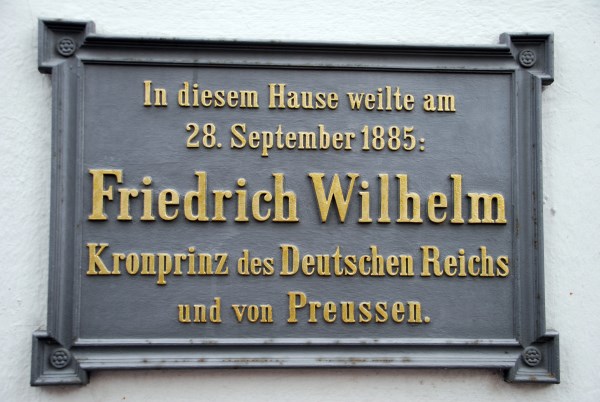 In diesem Hause weilte am
28. September 1885:
Friedrich Wilhelm
Kronprinz des Deutschen Reichs
und von Preussen.